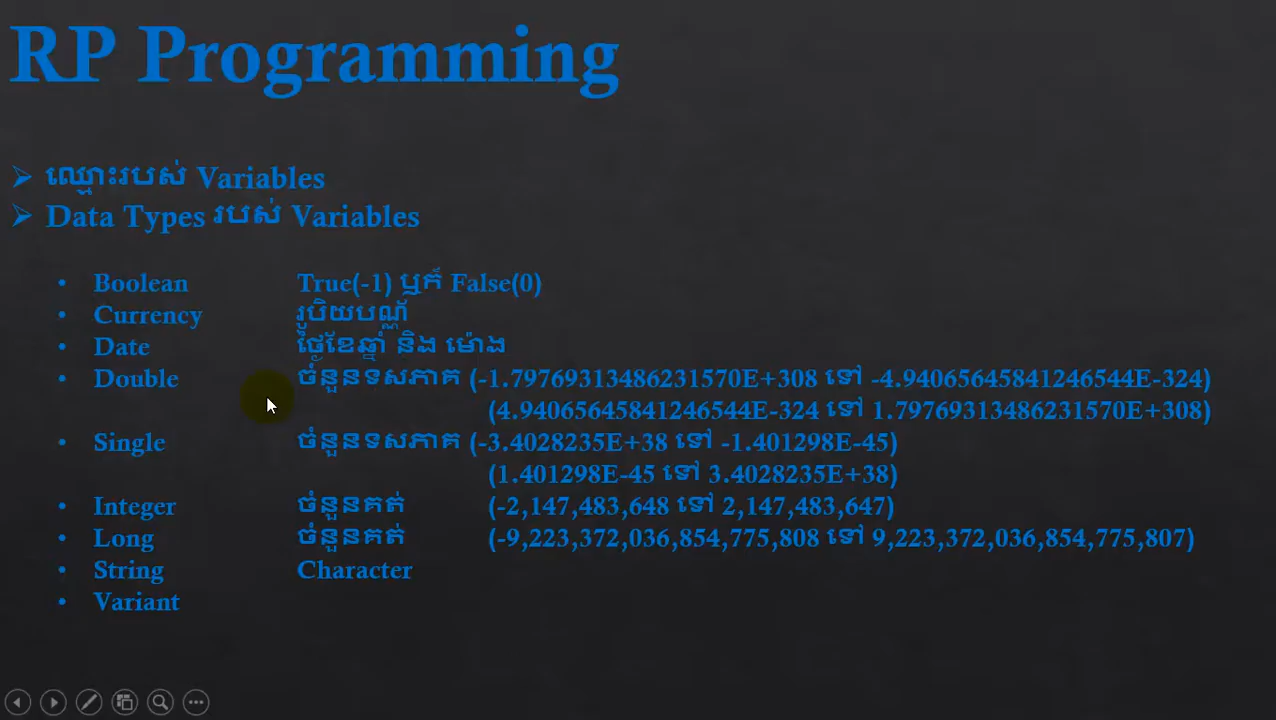 RP Programming
ឈ្មោះរបស់ Variables
Data Types របស់ Variables
Boolean True(-1) ឬក៏ False(0)
Currency រូបិយបណ្ណ័
Date ថ្ងៃខែឆ្នាំ និង ម៉ោង
Double ចំនួនទសភាគ (-1.79769313486231570E+308 ទៅ -4.94065645841246544E-324)
(4.94065645841246544E-324 ទៅ 1.79769313486231570E+308)
Single ចំនួនទសភាគ (-3.4028235E+38 ទៅ -1.401298E-45)
(1.401298E-45 ទៅ 3.4028235E+38)
Integer ចំនួនគត់ (-2,147,483,648 ទៅ 2,147,483,647)
Long ចំនួនគត់ (-9,223,372,036,854,775,808 ទៅ 9,223,372,036,854,775,807)
String Character
Variant